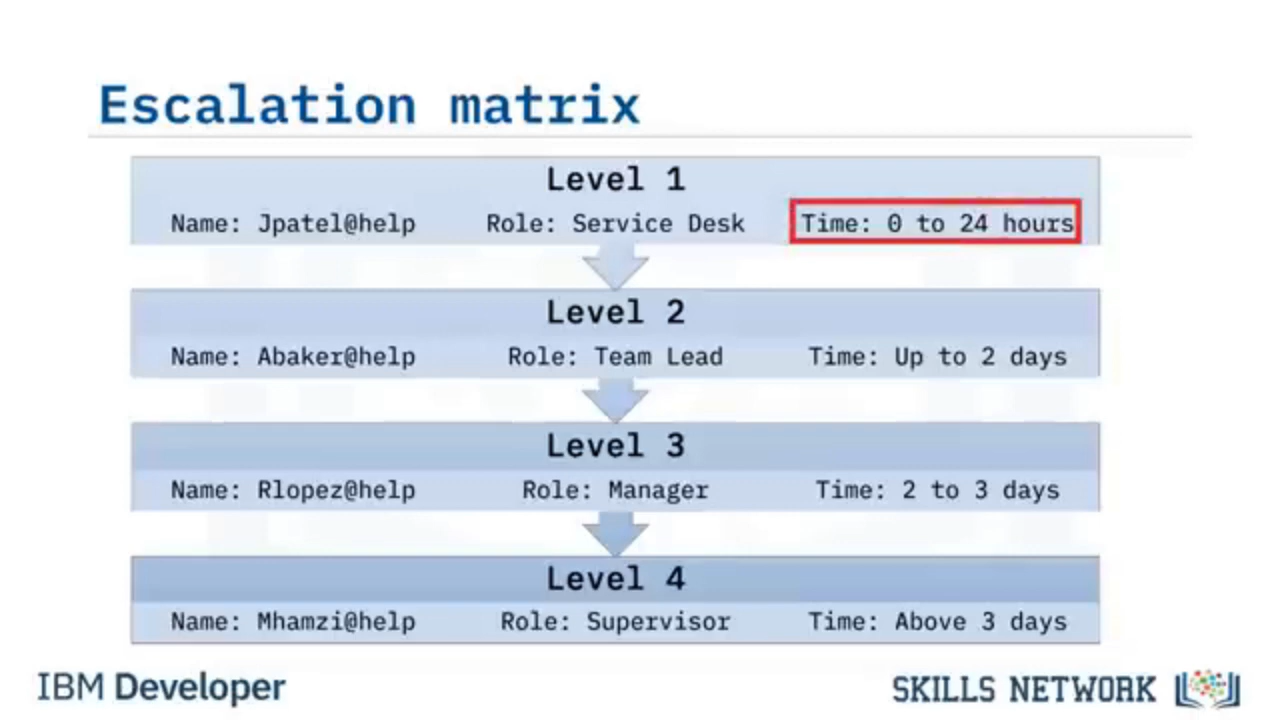 Escalation matrix
Level 1
Name: Jpatel@help Role: Service Desk Time: 0 to 24 hours
Level 2
Name: Abaker@help Role: Team Lead Time: Up to 2 days
Level 3
Name: Rlopez@help Role: Manager Time: 2 to 3 days
Level 4
Name: Mhamzi@help Role: Supervisor Time: Above 3 days
IBM Developer SKILLS NETWORK